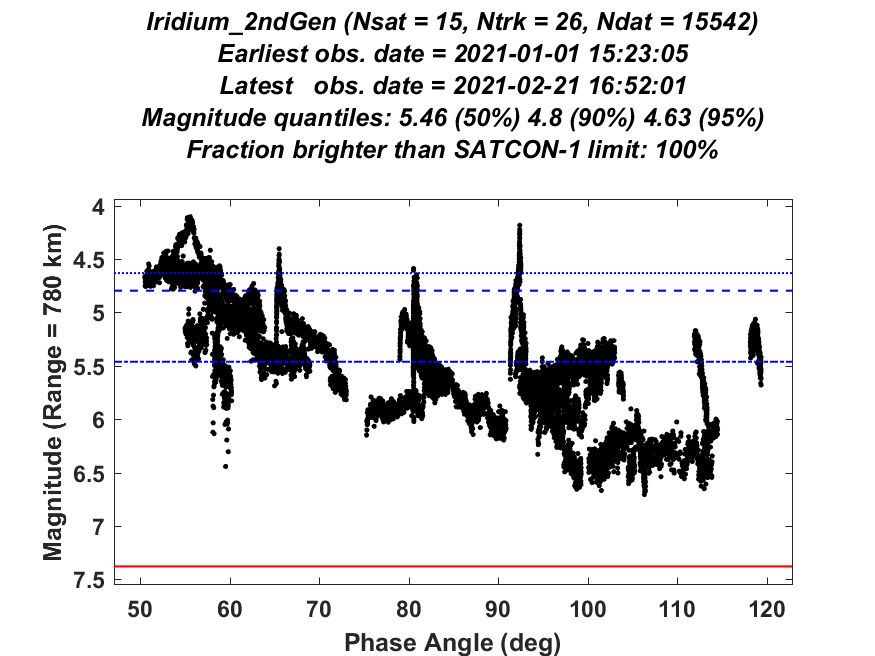 Iridium_2ndGen (Nsat = 15, Ntrk = 26, Ndat = 15542)
Earliest obs. date = 2021-01-01 15:23:05
Latest obs. date = 2021-02-21 16:52:01
Magnitude quantiles: 5.46 (50%) 4.8 (90%) 4.63 (95%)
Fraction brighter than SATCON-1 limit: 100%
Magnitude (Range = 780 km)
4
4.5
5
5.5
6
6.5
7
7.5
50 60 70 80 90 100 110 120
Phase Angle (deg)